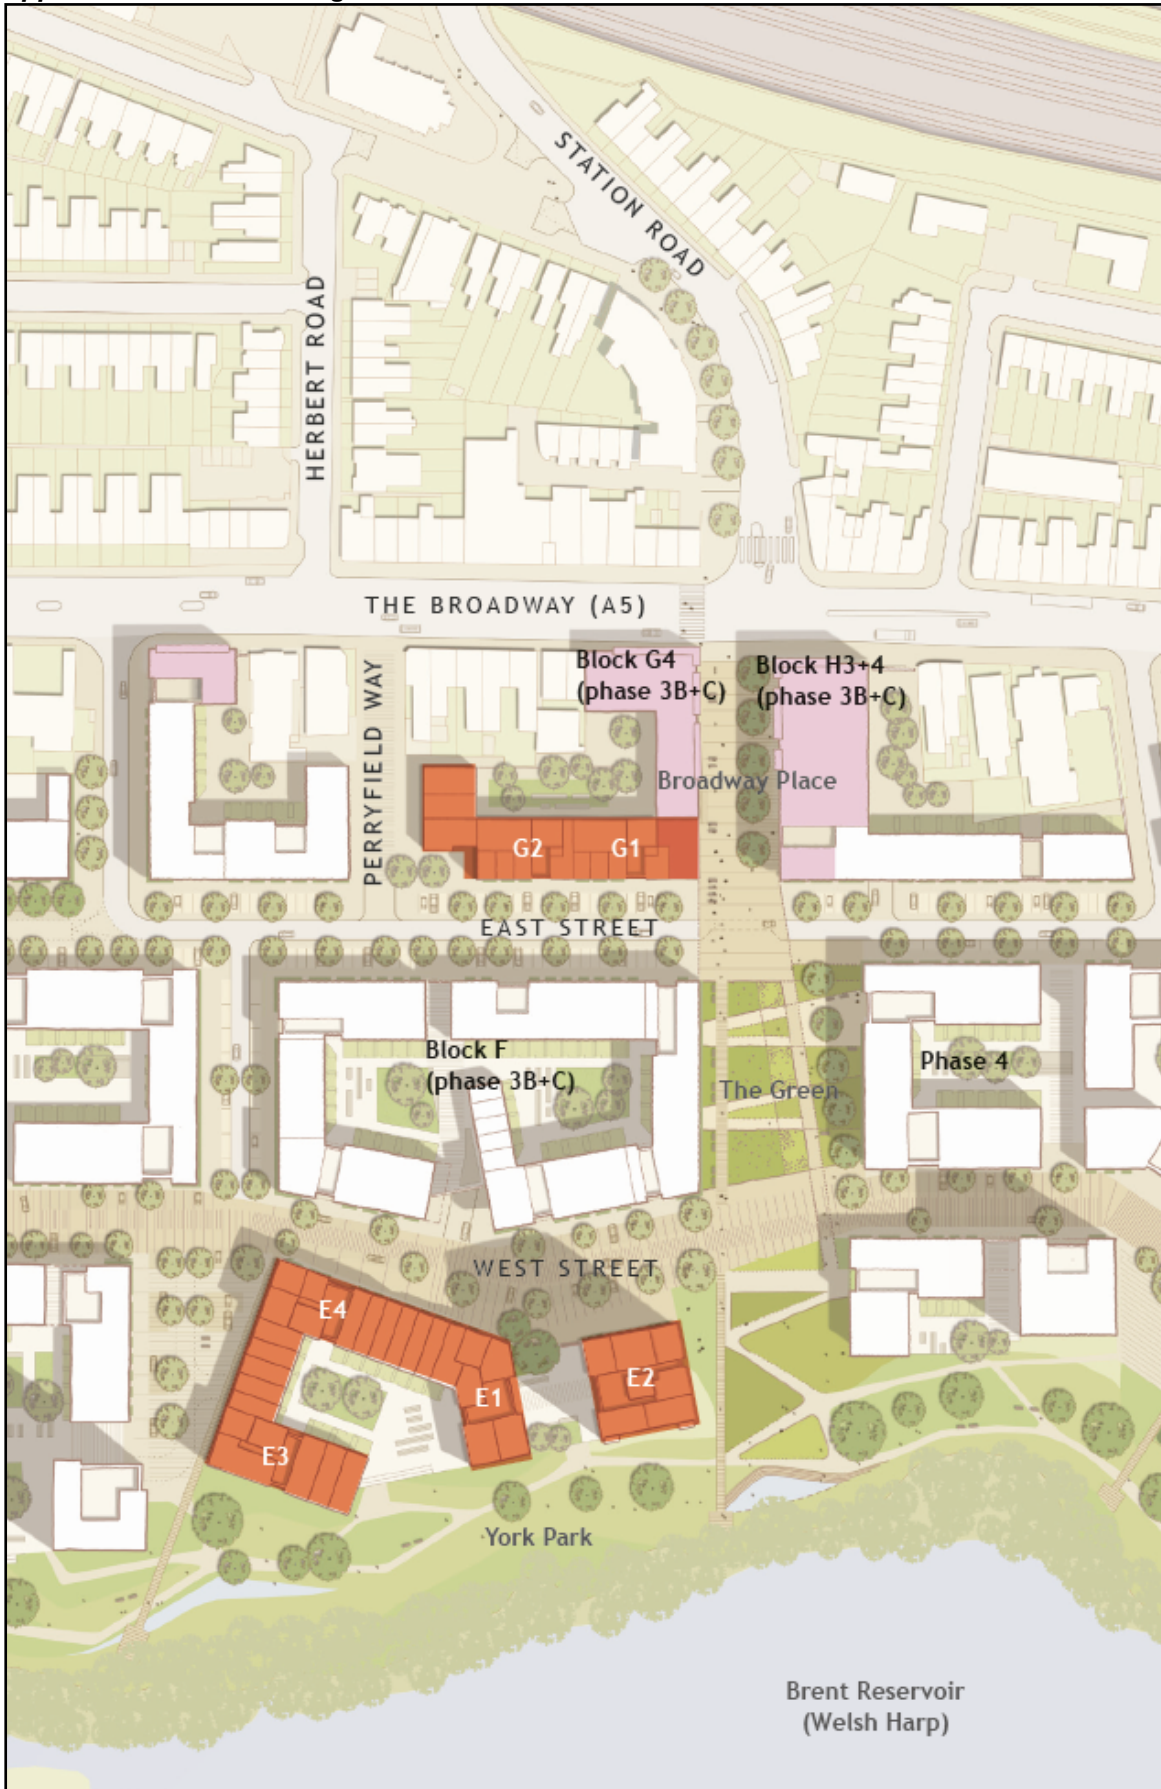 STATION ROAD
HERBERT ROAD
THE BROADWAY (A5)
Block G4
(phase 3B+C)
Block H3+4
(phase 3B+C)
PERRYFIELD WAY
Broadway Place
G2
G1
EAST STREET
Block F
(phase 3B+C)
Phase 4
The Green
WEST STREET
E4
E2
E1
E3
York Park
Brent Reservoir
(Welsh Harp)